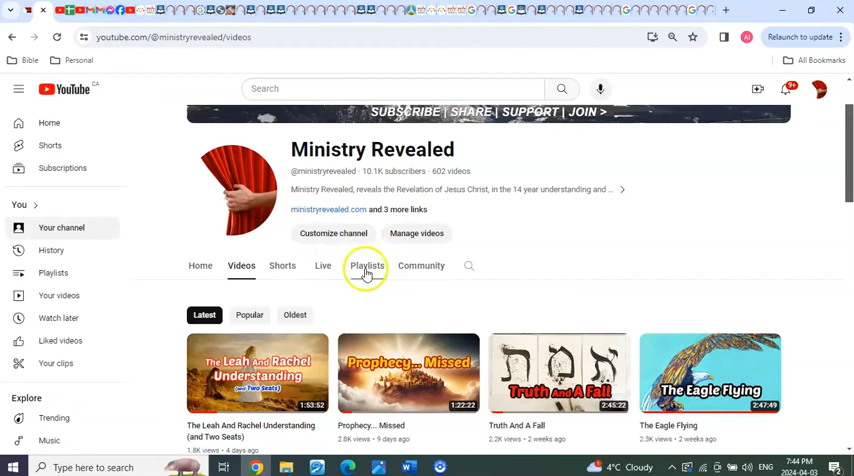 youtube.com/@ministryrevealed/videos
Relaunch to update
Bible
Personal
All Bookmarks
YouTube CA
Search
9+
AI
SUBSCRIBE | SHARE | SUPPORT | JOIN >
Home
Shorts
Subscriptions
You
Your channel
History
Playlists
Your videos
Watch later
Liked videos
Your clips
Explore
Trending
Music
Ministry Revealed
@ministryrevealed · 10.1K subscribers · 602 videos
Ministry Revealed, reveals the Revelation of Jesus Christ, in the 14 year understanding and ...
ministryrevealed.com and 3 more links
Customize channel
Manage videos
Home Videos Shorts Live Playlists Community
Latest Popular Oldest
The Leah And Rachel
Understanding
(and Two Seats)
1:53:52
The Leah And Rachel Understanding
(and Two Seats)
1.8K views · 4 days ago
Prophecy... Missed
1:22:22
Prophecy... Missed
2.8K views · 9 days ago
אמת
Truth And A Fall
2:45:22
Truth And A Fall
2.2K views · 2 weeks ago
The Eagle Flying
2:47:49
The Eagle Flying
2.3K views · 2 weeks ago
Type here to search
4°C Cloudy
ENG
7:44 PM
2024-04-03
2